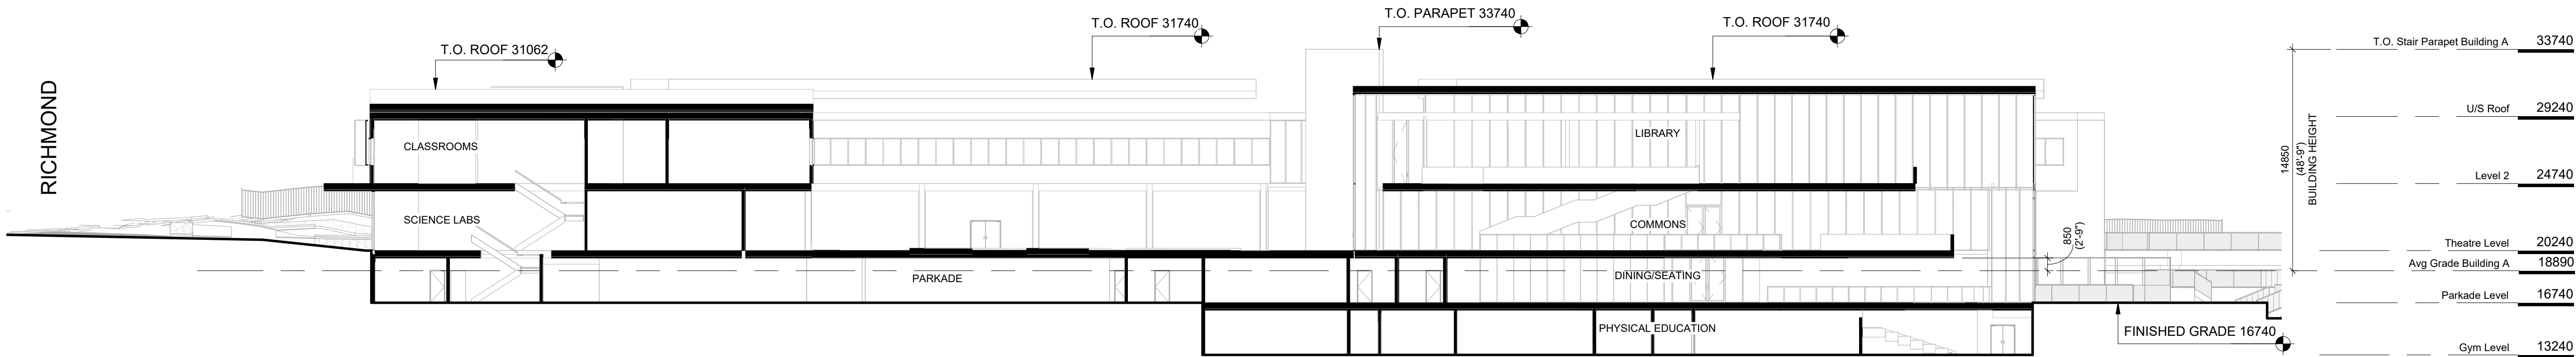 RICHMOND
T.O. ROOF 31062
T.O. ROOF 31740
T.O. PARAPET 33740
T.O. ROOF 31740
T.O. Stair Parapet Building A 33740
U/S Roof 29240
Level 2 24740
Theatre Level 20240
Avg Grade Building A 18890
Parkade Level 16740
Gym Level 13240
14850
(48'-9")
BUILDING HEIGHT
850
(2'-9")
CLASSROOMS
SCIENCE LABS
PARKADE
LIBRARY
COMMONS
DINING/SEATING
PHYSICAL EDUCATION
FINISHED GRADE 16740